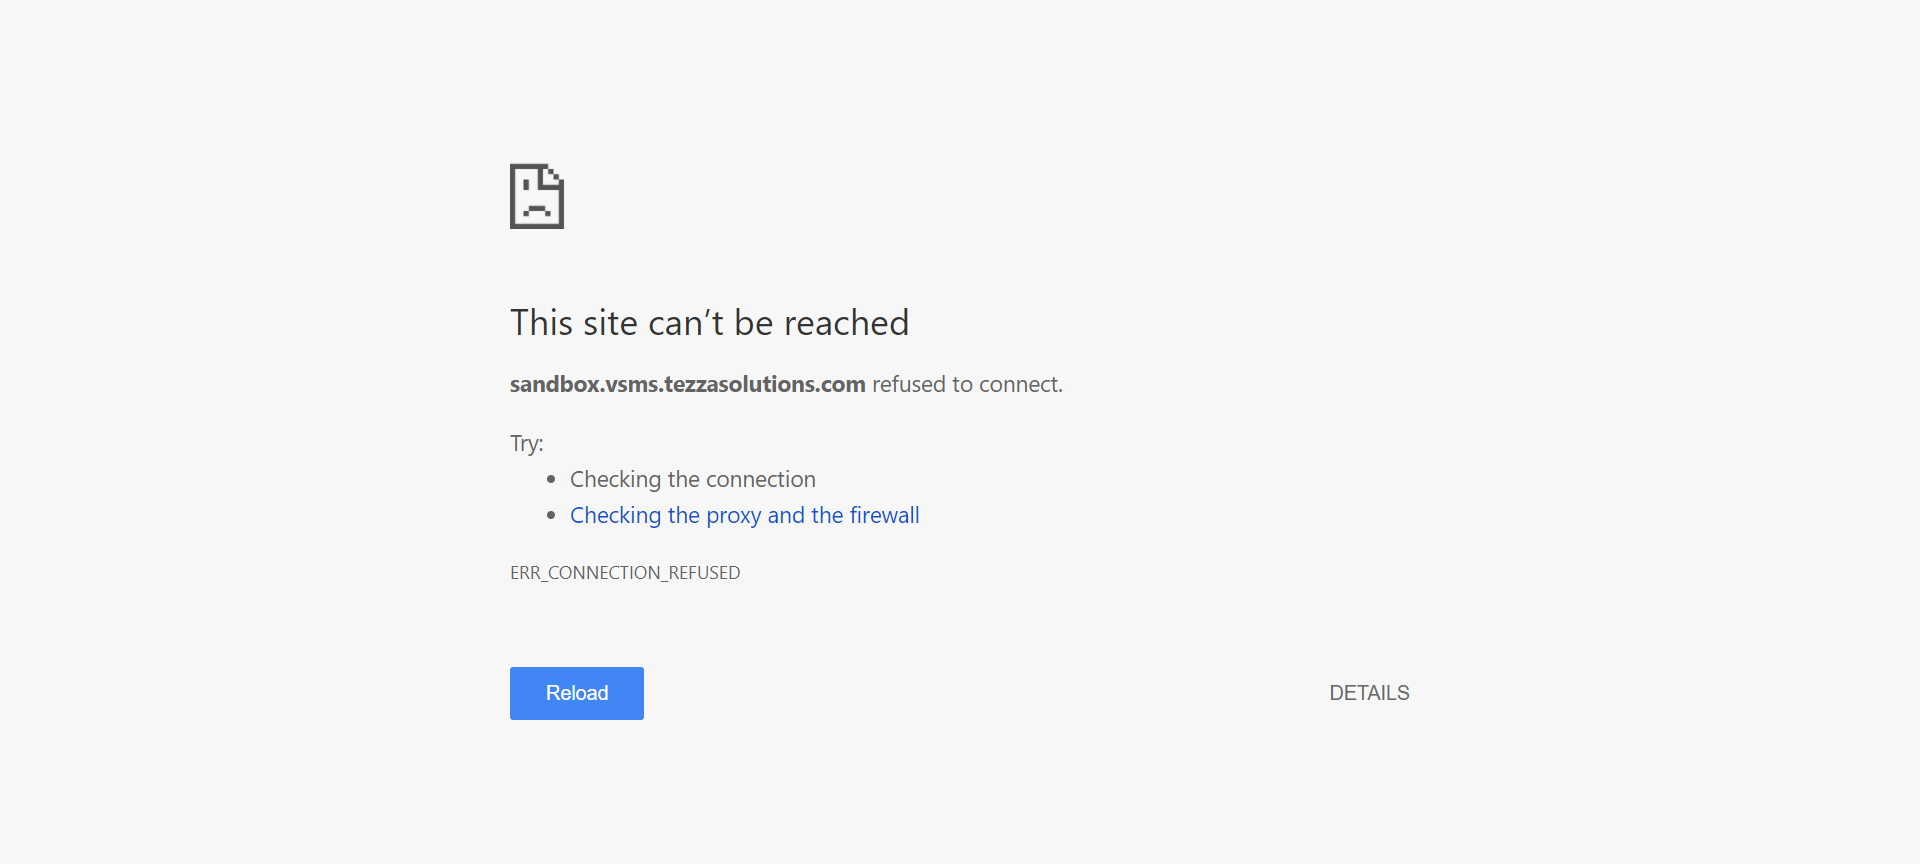 This site can’t be reached
sandbox.vsms.tezzasolutions.com refused to connect.
Try:
Checking the connection
Checking the proxy and the firewall
ERR_CONNECTION_REFUSED
Reload
DETAILS